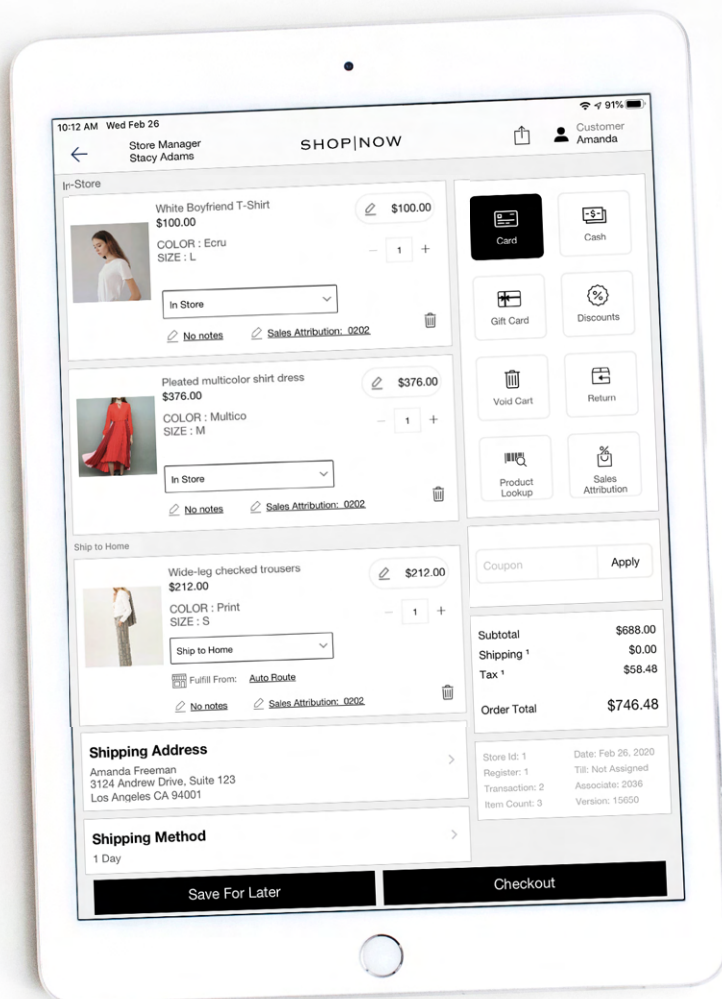 10:12 AM Wed Feb 26
91%
Store Manager
Stacy Adams
SHOP|NOW
Customer
Amanda
In-Store
White Boyfriend T-Shirt
$100.00
$100.00
COLOR : Ecru
SIZE : L
1
In Store
No notes
Sales Attribution: 0202
Pleated multicolor shirt dress
$376.00
$376.00
COLOR : Multico
SIZE : M
1
In Store
No notes
Sales Attribution: 0202
Ship to Home
Wide-leg checked trousers
$212.00
$212.00
COLOR : Print
SIZE : S
1
Ship to Home
Fulfill From: Auto Route
No notes
Sales Attribution: 0202
Shipping Address
Amanda Freeman
3124 Andrew Drive, Suite 123
Los Angeles CA 94001
Shipping Method
1 Day
Card
Cash
Gift Card
Discounts
Void Cart
Return
Product
Lookup
Sales
Attribution
Coupon
Apply
Subtotal $688.00
Shipping ¹ $0.00
Tax ¹ $58.48
Order Total $746.48
Store Id: 1
Date: Feb 26, 2020
Register: 1
Till: Not Assigned
Transaction: 2
Associate: 2036
Item Count: 3
Version: 15650
Save For Later
Checkout